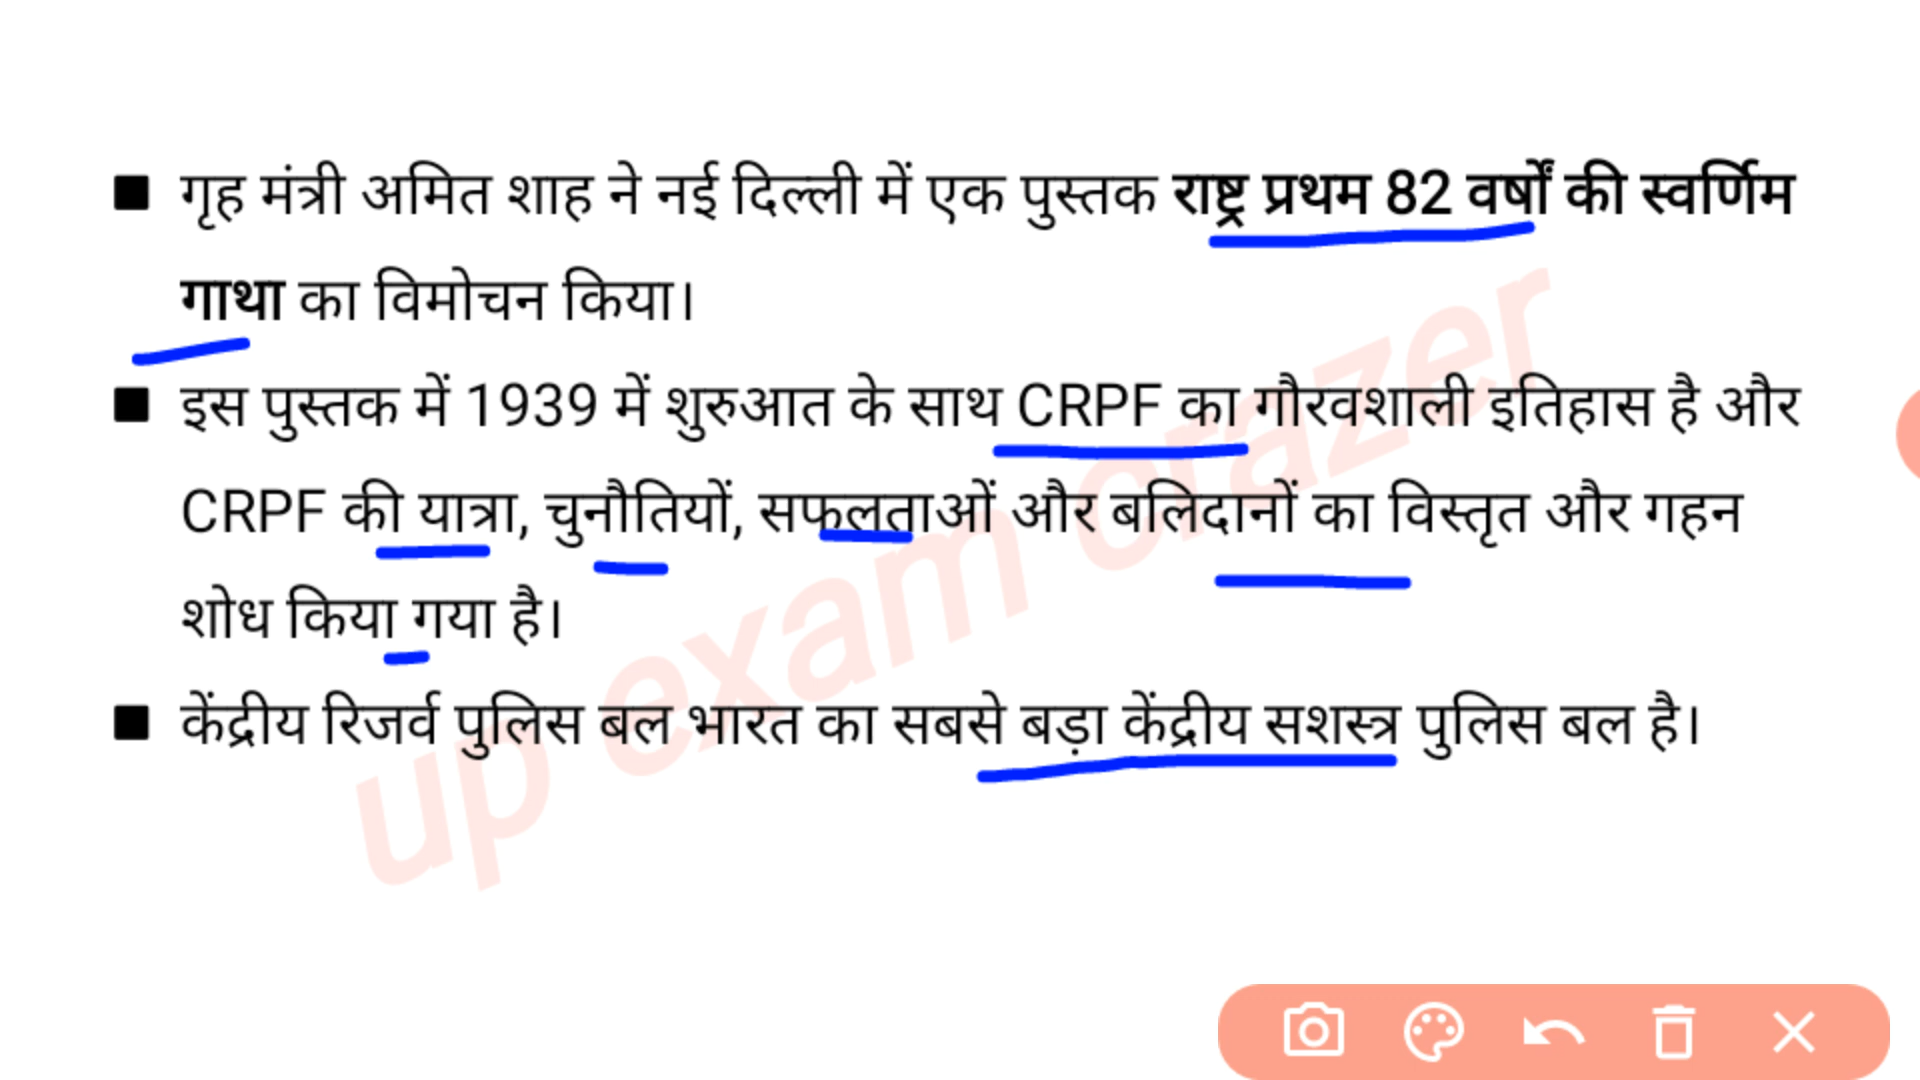 ■ गृह मंत्री अमित शाह ने नई दिल्ली में एक पुस्तक राष्ट्र प्रथम 82 वर्षों की स्वर्णिम
गाथा का विमोचन किया।
■ इस पुस्तक में 1939 में शुरुआत के साथ CRPF का गौरवशाली इतिहास है और
CRPF की यात्रा, चुनौतियों, सफलताओं और बलिदानों का विस्तृत और गहन
शोध किया गया है।
■ केंद्रीय रिजर्व पुलिस बल भारत का सबसे बड़ा केंद्रीय सशस्त्र पुलिस बल है।
up exam crazer